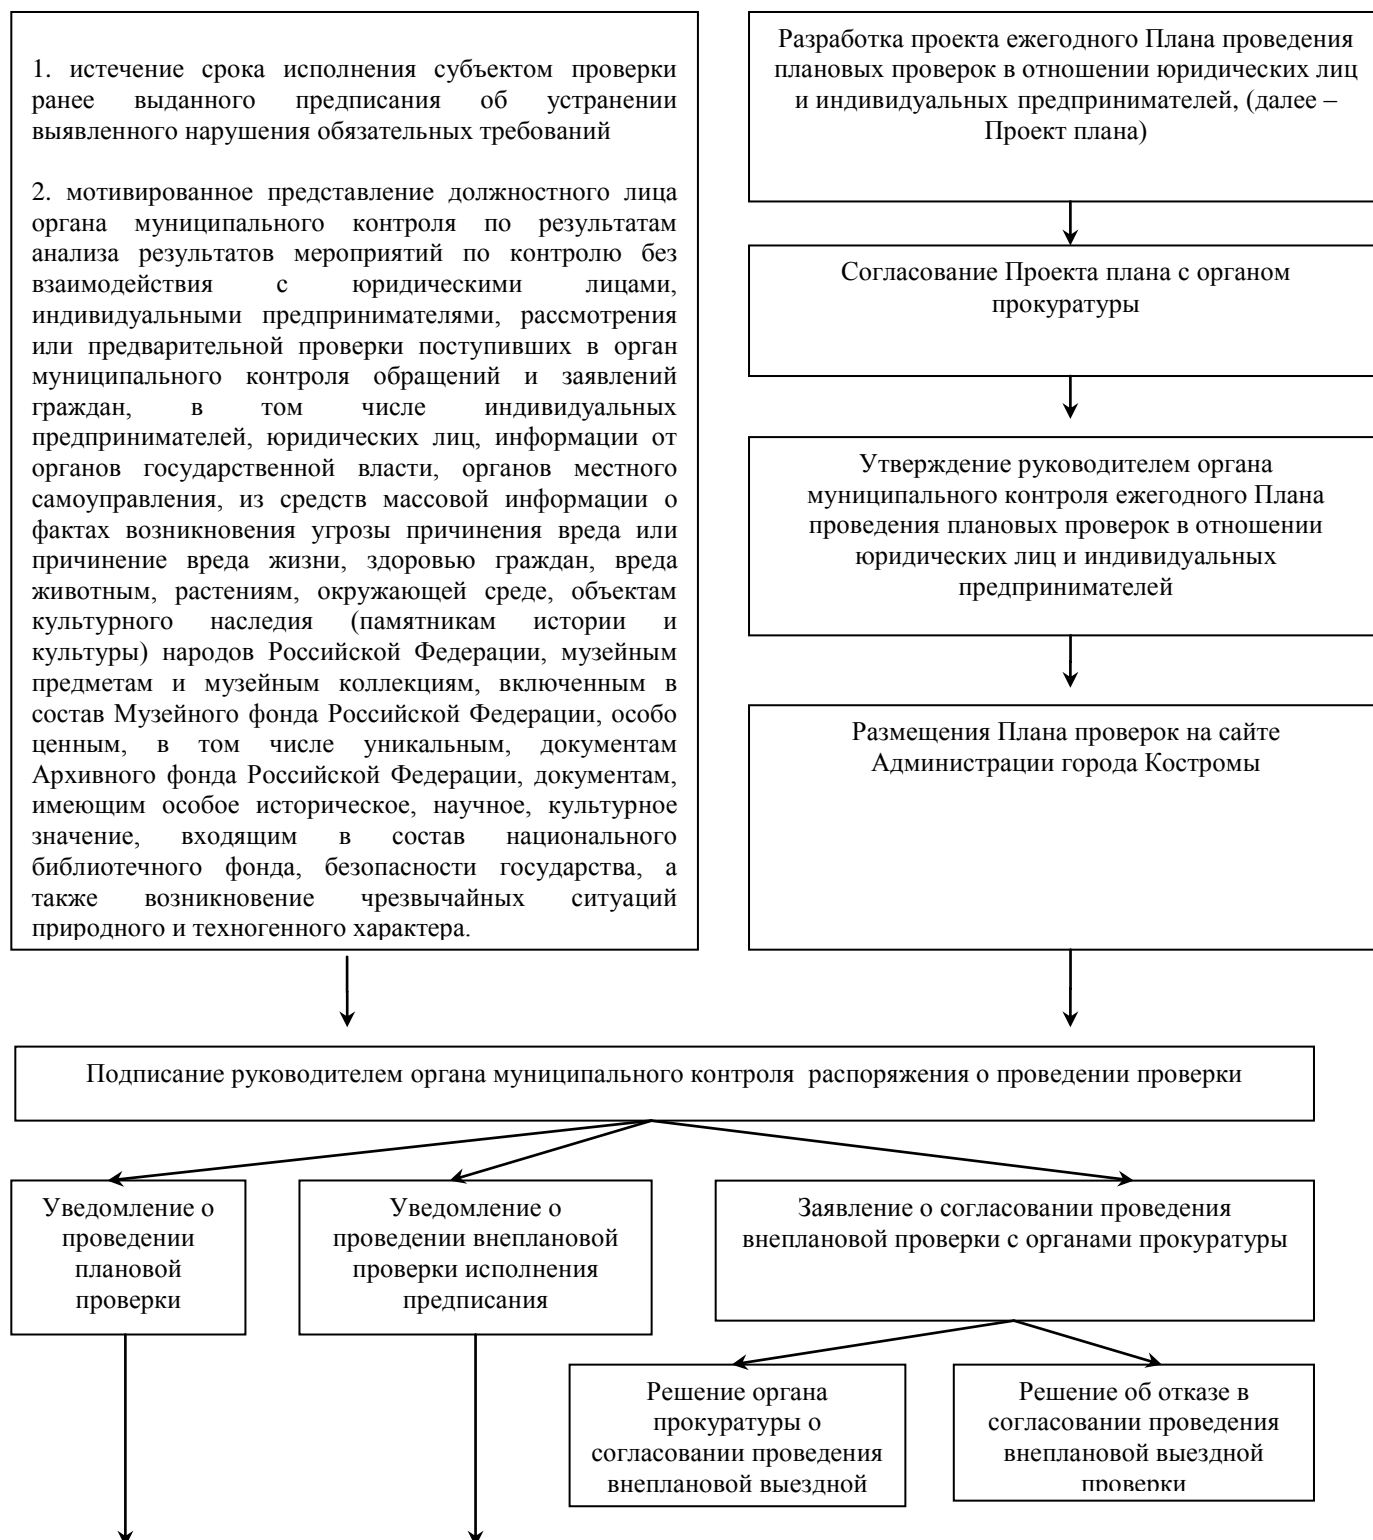 1. истечение срока исполнения субъектом проверки
ранее выданного предписания об устранении
выявленного нарушения обязательных требований
2. мотивированное представление должностного лица
органа муниципального контроля по результатам
анализа результатов мероприятий по контролю без
взаимодействия с юридическими лицами,
индивидуальными предпринимателями, рассмотрения
или предварительной проверки поступивших в орган
муниципального контроля обращений и заявлений
граждан, в том числе индивидуальных
предпринимателей, юридических лиц, информации от
органов государственной власти, органов местного
самоуправления, из средств массовой информации о
фактах возникновения угрозы причинения вреда или
причинение вреда жизни, здоровью граждан, вреда
животным, растениям, окружающей среде, объектам
культурного наследия (памятникам истории и
культуры) народов Российской Федерации, музейным
предметам и музейным коллекциям, включенным в
состав Музейного фонда Российской Федерации, особо
ценным, в том числе уникальным, документам
Архивного фонда Российской Федерации, документам,
имеющим особое историческое, научное, культурное
значение, входящим в состав национального
библиотечного фонда, безопасности государства, а
также возникновение чрезвычайных ситуаций
природного и техногенного характера.
Разработка проекта ежегодного Плана проведения
плановых проверок в отношении юридических лиц
и индивидуальных предпринимателей, (далее –
Проект плана)
Согласование Проекта плана с органом
прокуратуры
Утверждение руководителем органа
муниципального контроля ежегодного Плана
проведения плановых проверок в отношении
юридических лиц и индивидуальных
предпринимателей
Размещения Плана проверок на сайте
Администрации города Костромы
Подписание руководителем органа муниципального контроля распоряжения о проведении проверки
Уведомление о
проведении
плановой
проверки
Уведомление о
проведении внеплановой
проверки исполнения
предписания
Заявление о согласовании проведения
внеплановой проверки с органами прокуратуры
Решение органа
прокуратуры о
согласовании проведения
внеплановой выездной
Решение об отказе в
согласовании проведения
внеплановой выездной
проверки